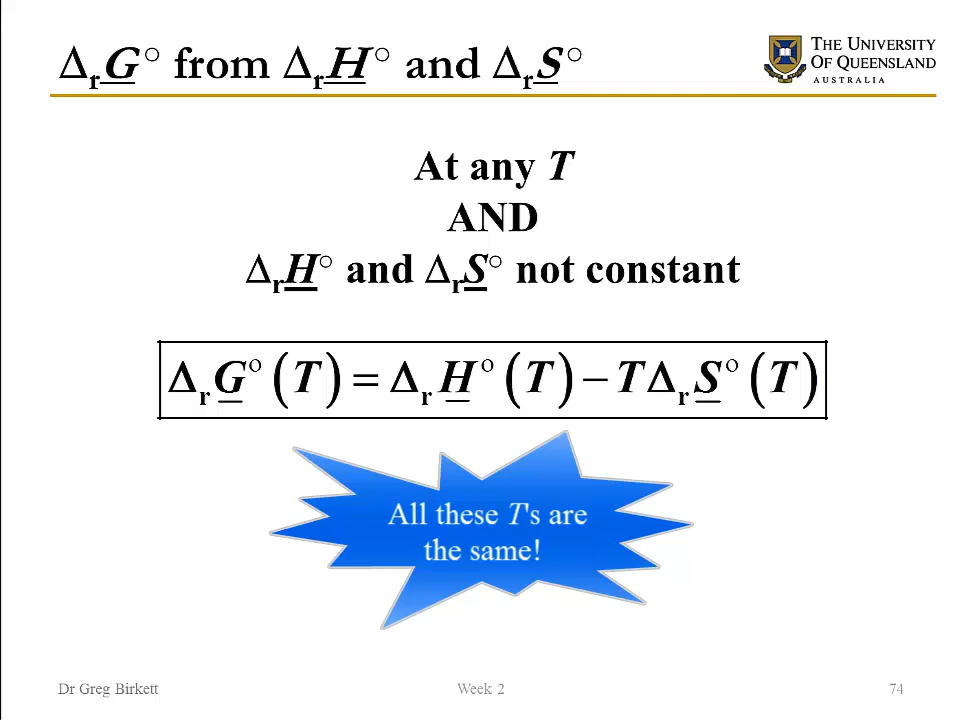 ΔrG° from ΔrH° and ΔrS°
THE UNIVERSITY
OF QUEENSLAND
AUSTRALIA
At any T
AND
ΔrH° and ΔrS° not constant
ΔrG°(T) = ΔrH°(T) − TΔrS°(T)
All these T's are
the same!
Dr Greg Birkett
Week 2
74